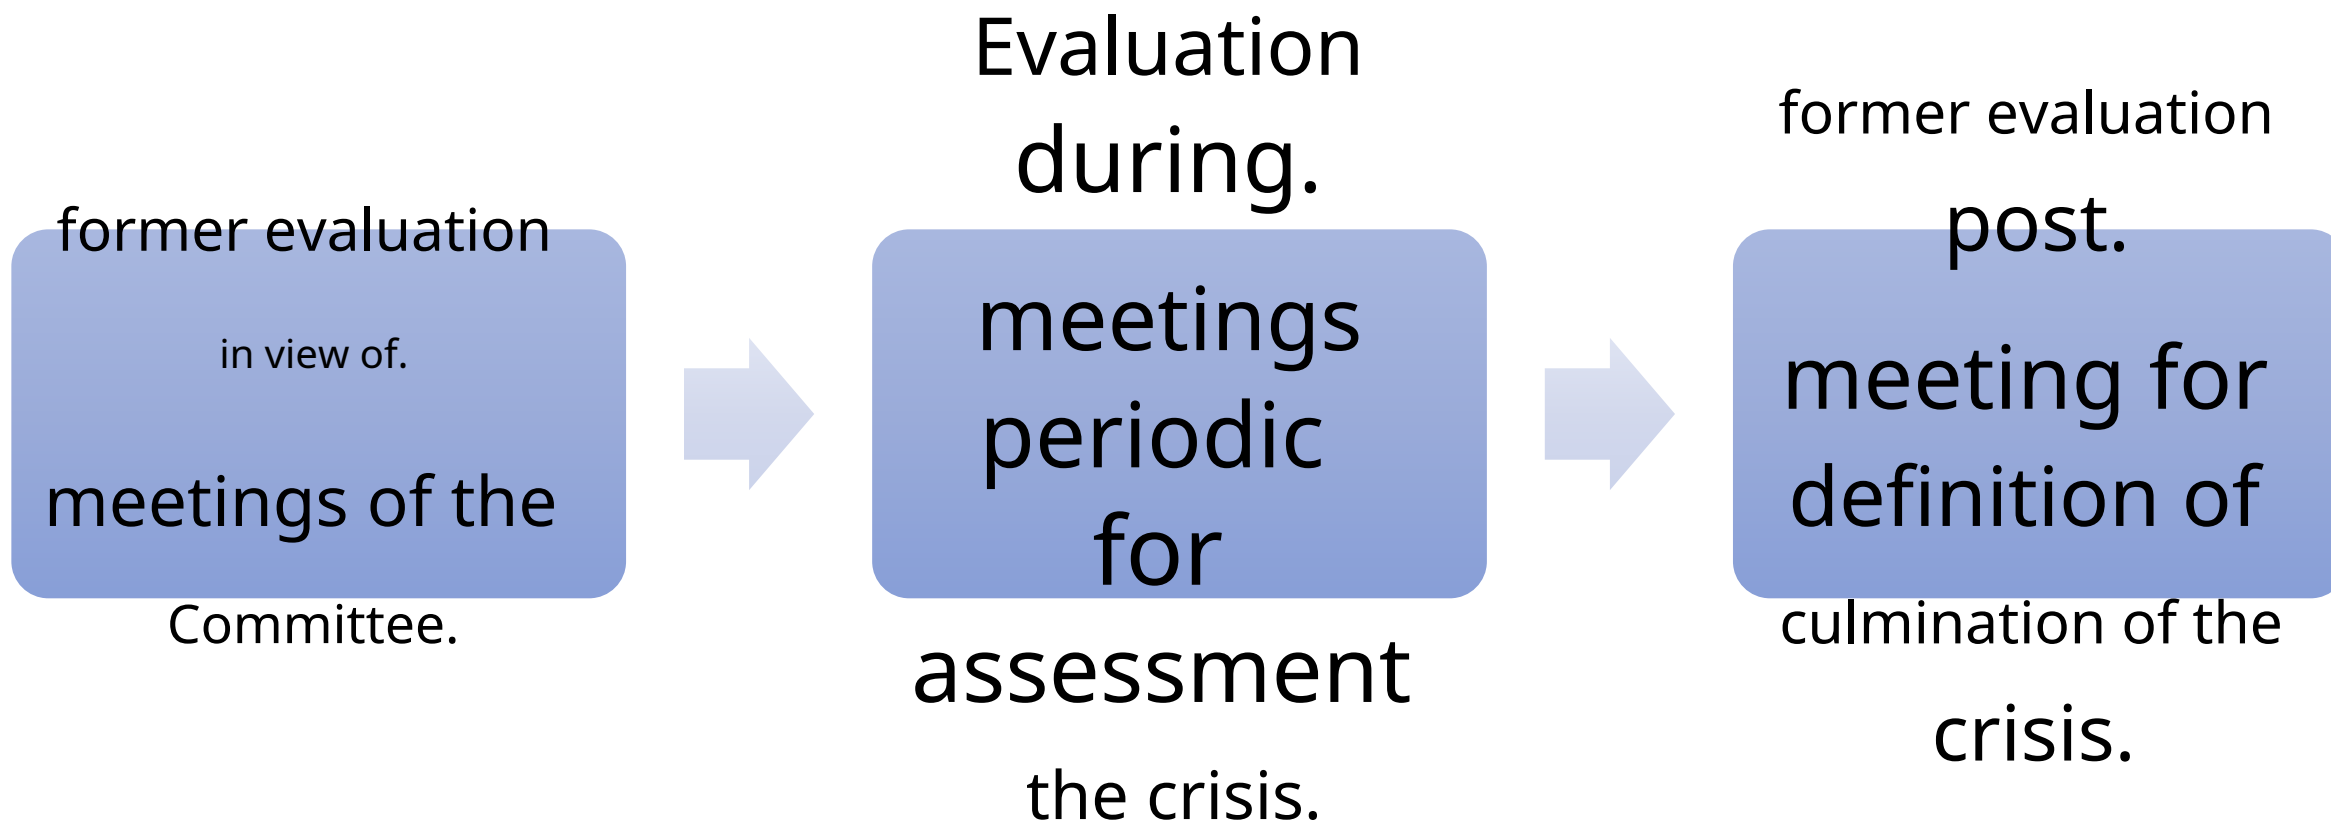 former evaluation
in view of.
meetings of the
Committee.
Evaluation
during.
meetings
periodic
for
assessment
the crisis.
former evaluation
post.
meeting for
definition of
culmination of the
crisis.